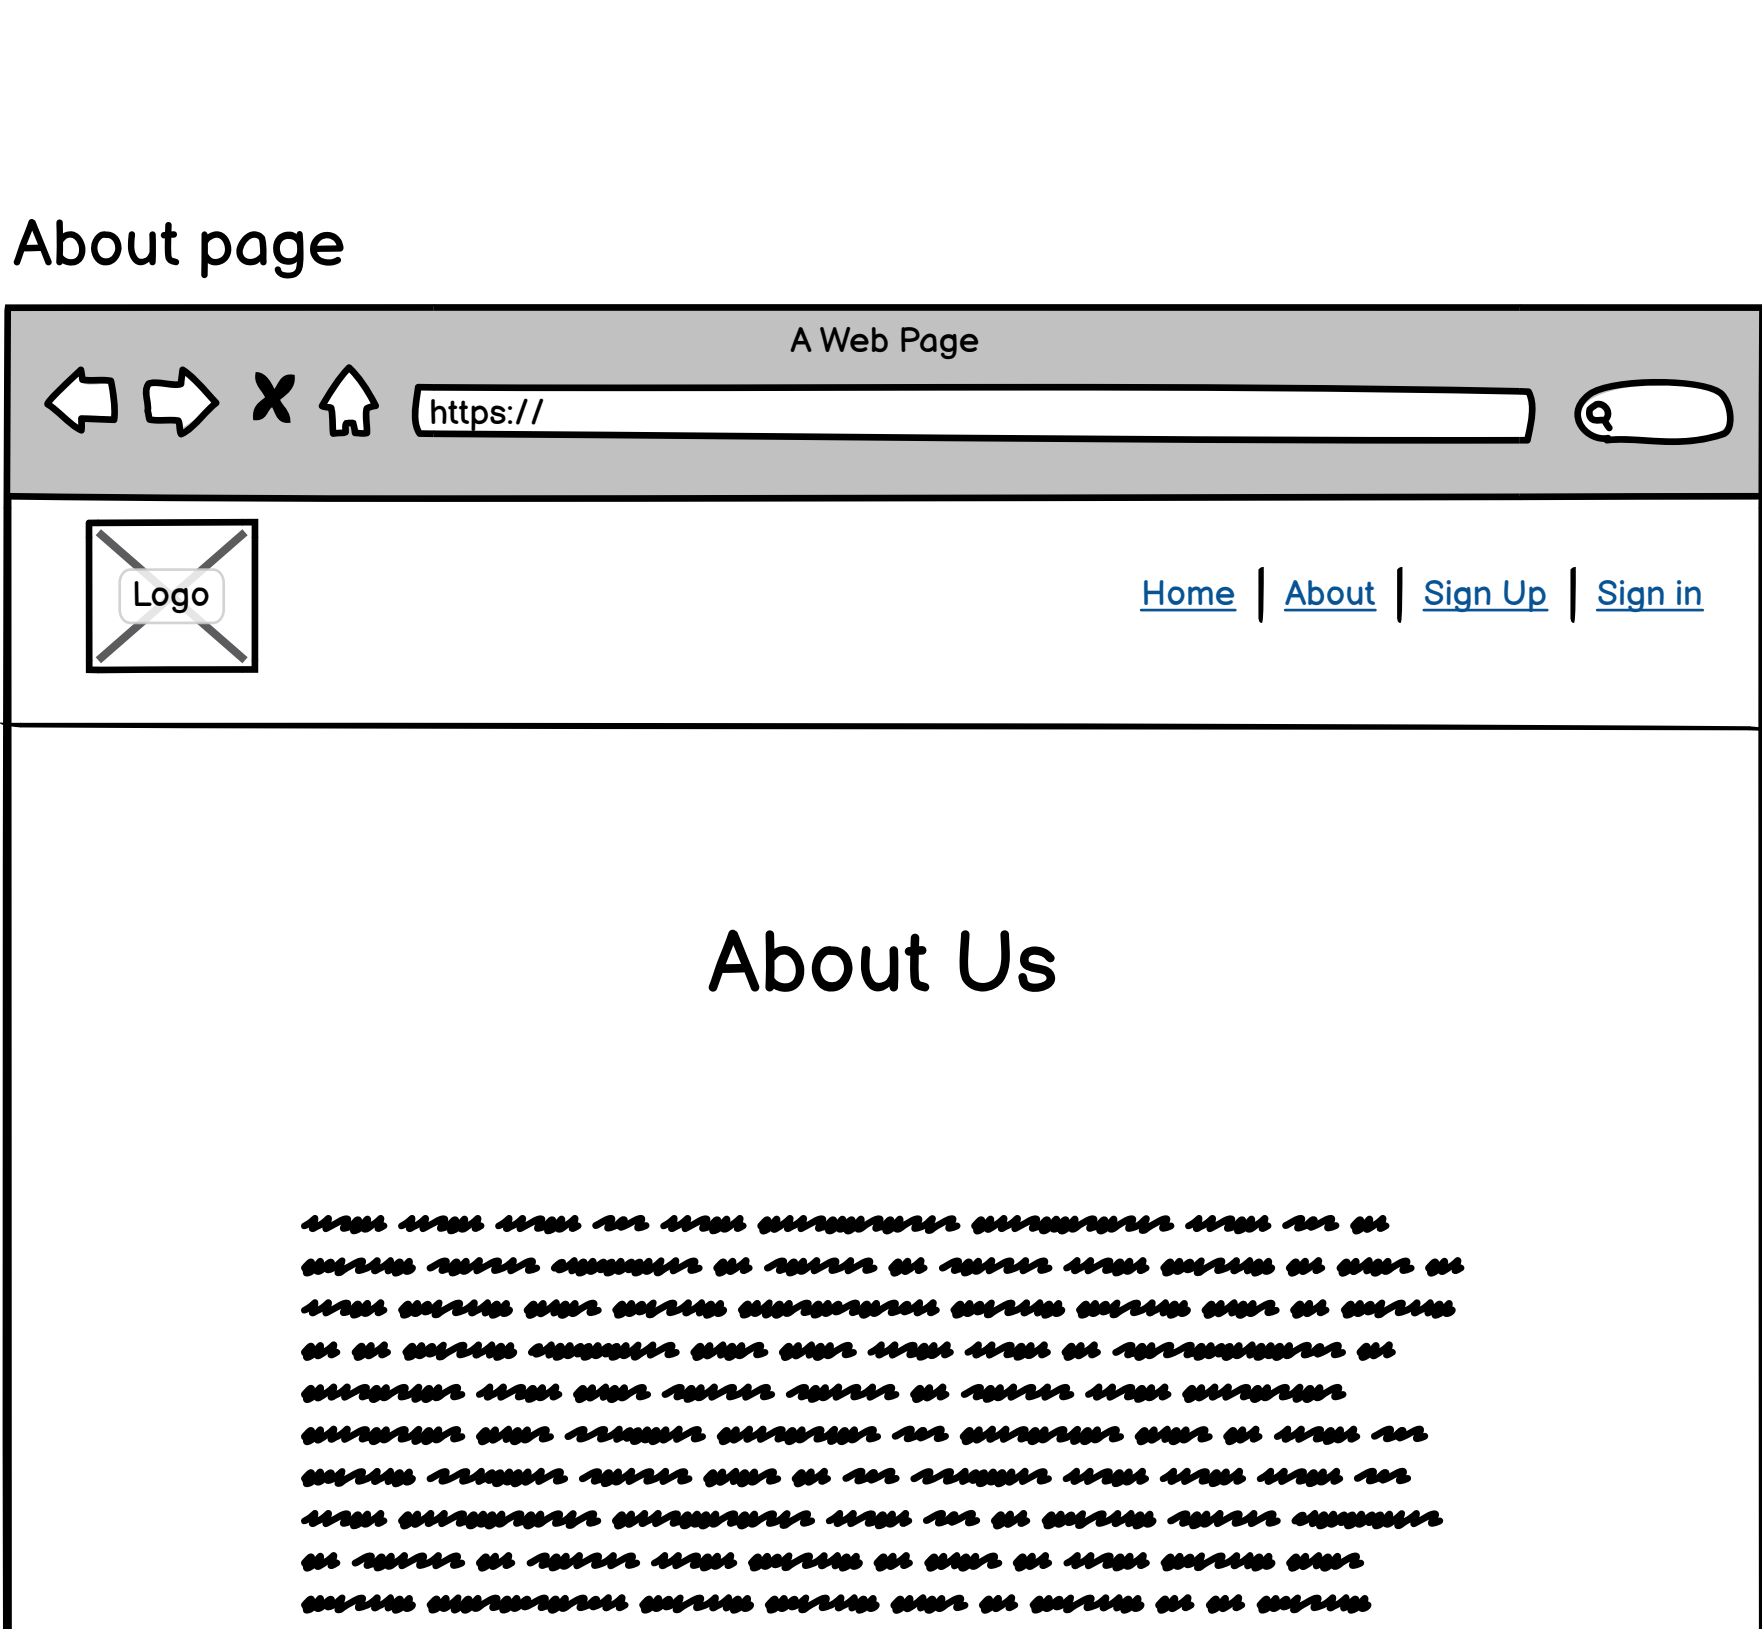 About page
A Web Page
https://
Logo
Home | About | Sign Up | Sign in
About Us